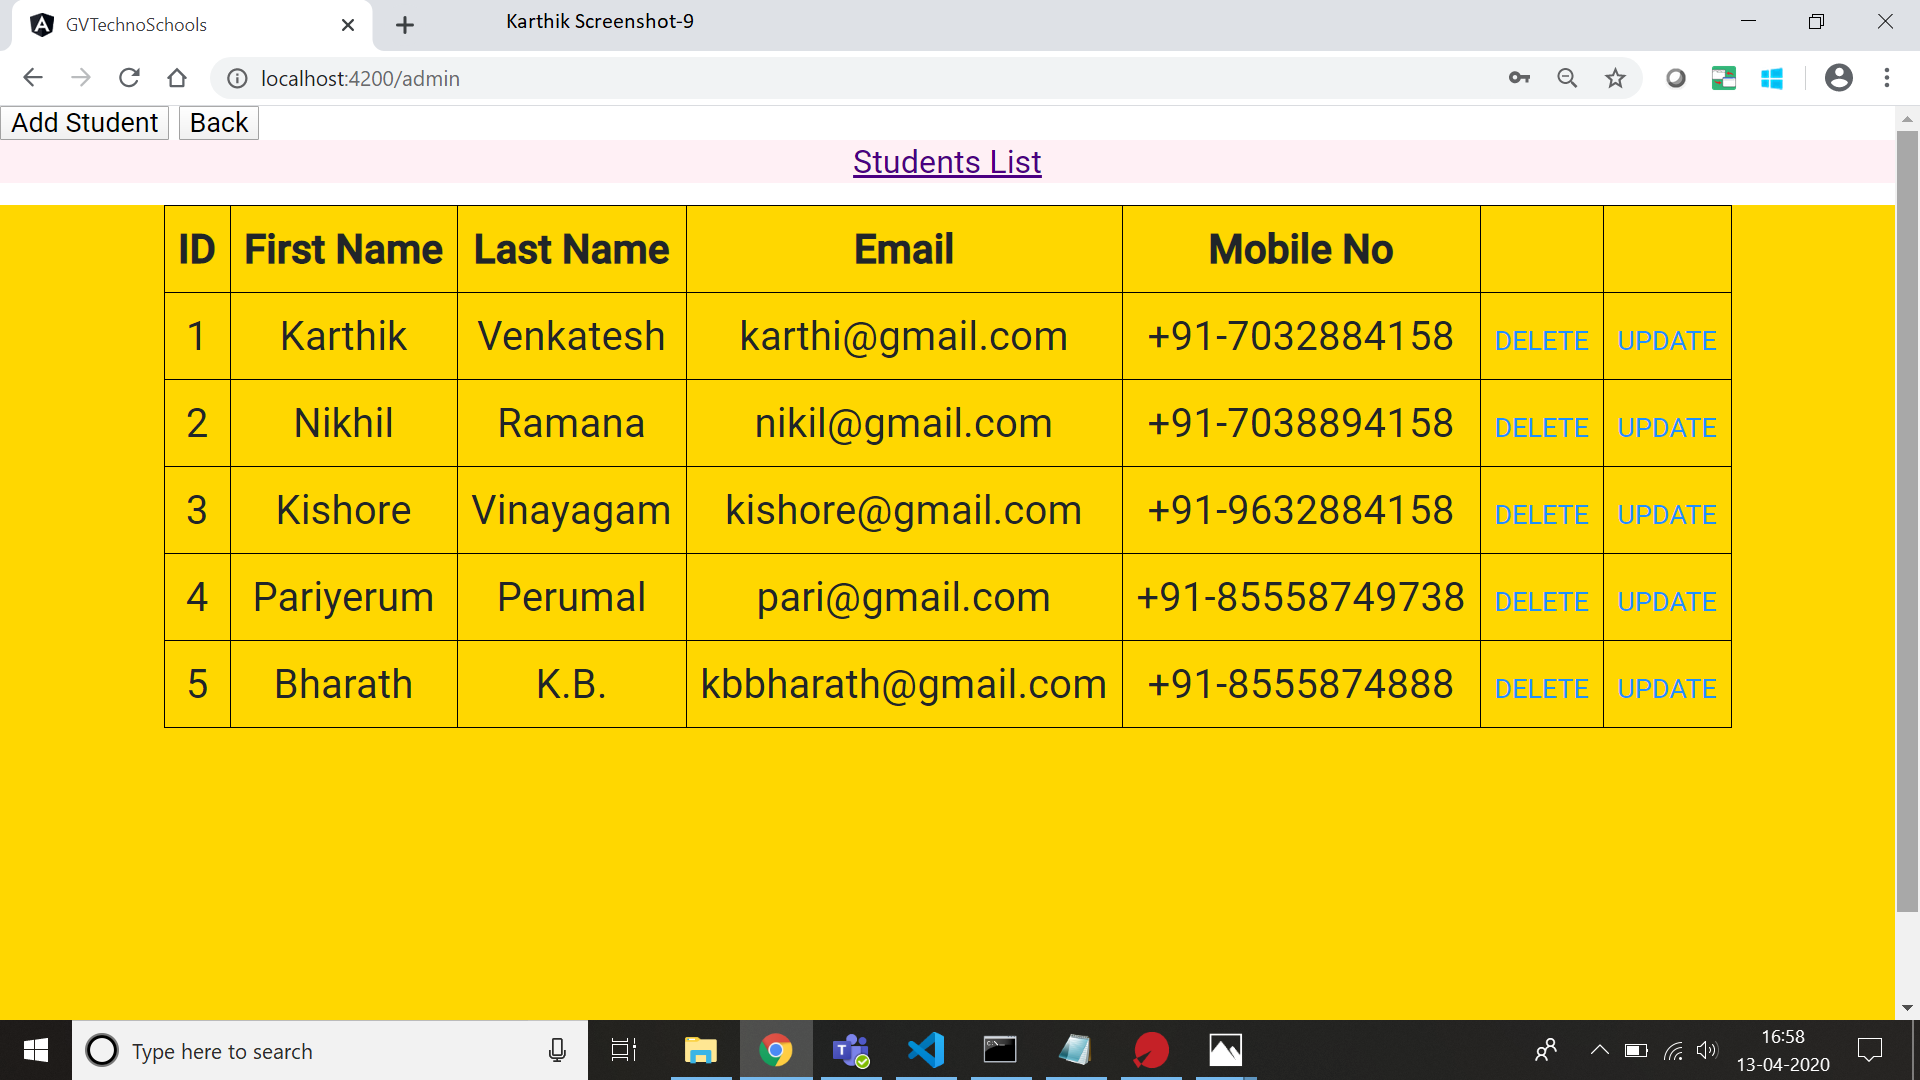 GVTechnoSchools
Karthik Screenshot-9
localhost:4200/admin
Add Student Back
Students List
ID First Name Last Name Email Mobile No
1 Karthik Venkatesh karthi@gmail.com +91-7032884158 DELETE UPDATE
2 Nikhil Ramana nikil@gmail.com +91-7038894158 DELETE UPDATE
3 Kishore Vinayagam kishore@gmail.com +91-9632884158 DELETE UPDATE
4 Pariyerum Perumal pari@gmail.com +91-85558749738 DELETE UPDATE
5 Bharath K.B. kbbharath@gmail.com +91-8555874888 DELETE UPDATE
Type here to search
16:58
13-04-2020